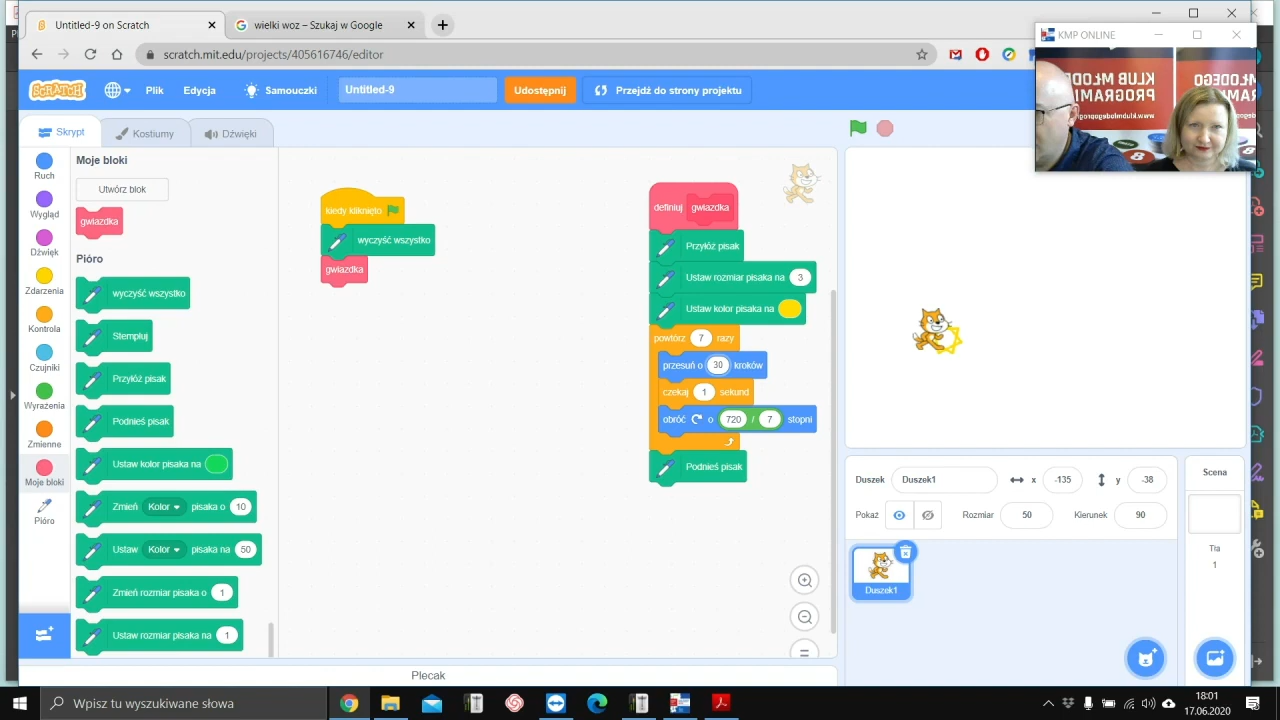 Untitled-9 on Scratch
wielki woz – Szukaj w Google
scratch.mit.edu/projects/405616746/editor
KMP ONLINE
KLUB MŁODEGO
SCRATCH
Plik
Edycja
Samouczki
Untitled-9
Udostępnij
Przejdź do strony projektu
Skrypt
Kostiumy
Dźwięki
Ruch
Wygląd
Dźwięk
Zdarzenia
Kontrola
Czujniki
Wyrażenia
Zmienne
Moje bloki
Pióro
Moje bloki
Utwórz blok
gwiazdka
Pióro
wyczyść wszystko
Stempluj
Przyłóż pisak
Podnieś pisak
Ustaw kolor pisaka na
Zmień Kolor pisaka o 10
Ustaw Kolor pisaka na 50
Zmień rozmiar pisaka o 1
Ustaw rozmiar pisaka na 1
kiedy kliknięto
wyczyść wszystko
gwiazdka
definiuj gwiazdka
Przyłóż pisak
Ustaw rozmiar pisaka na 3
Ustaw kolor pisaka na
powtórz 7 razy
przesuń o 30 kroków
czekaj 1 sekund
obróć o 720 / 7 stopni
Podnieś pisak
Duszek Duszek1 x -135 y -38
Pokaż Rozmiar 50 Kierunek 90
Duszek1
Scena
Tła
1
Plecak
Wpisz tu wyszukiwane słowa
18:01
17.06.2020